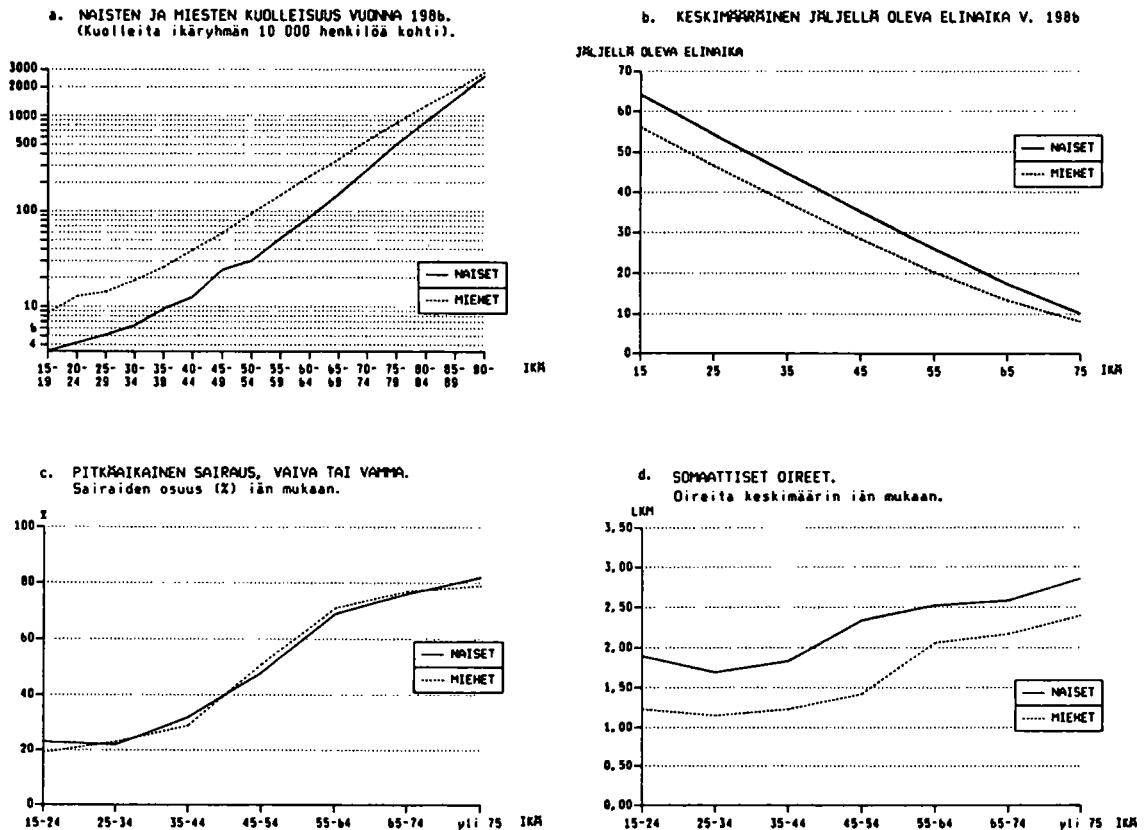 a. NAISTEN JA MIESTEN KUOLLEISUUS VUONNA 1986.
(Kuolleita ikäryhmän 10 000 henkilöä kohti).
3000
2000
1000
500
100
10
6
4
15-19 20-24 25-29 30-34 35-39 40-44 45-49 50-54 55-59 60-64 65-69 70-74 75-79 80-84 85-89 90- IKÄ
NAISET
MIEHET
b. KESKIMÄÄRÄINEN JÄLJELLÄ OLEVA ELINAIKA V. 1986
JÄLJELLÄ OLEVA ELINAIKA
70
60
50
40
30
20
10
0
15 25 35 45 55 65 75 IKÄ
NAISET
MIEHET
c. PITKÄAIKAINEN SAIRAUS, VAIVA TAI VAMMA.
Sairaiden osuus (%) iän mukaan.
%
100
80
60
40
20
0
15-24 25-34 35-44 45-54 55-64 65-74 yli 75 IKÄ
NAISET
MIEHET
d. SOMAATTISET OIREET.
Oireita keskimäärin iän mukaan.
LKM
3,50
3,00
2,50
2,00
1,50
1,00
0,50
0,00
15-24 25-34 35-44 45-54 55-64 65-74 yli 75 IKÄ
NAISET
MIEHET